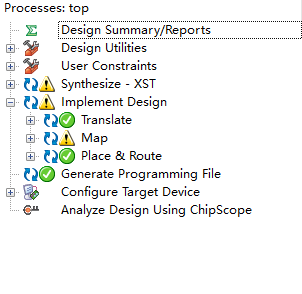 Processes: top
Design Summary/Reports
Design Utilities
User Constraints
Synthesize - XST
Implement Design
Translate
Map
Place & Route
Generate Programming File
Configure Target Device
Analyze Design Using ChipScope